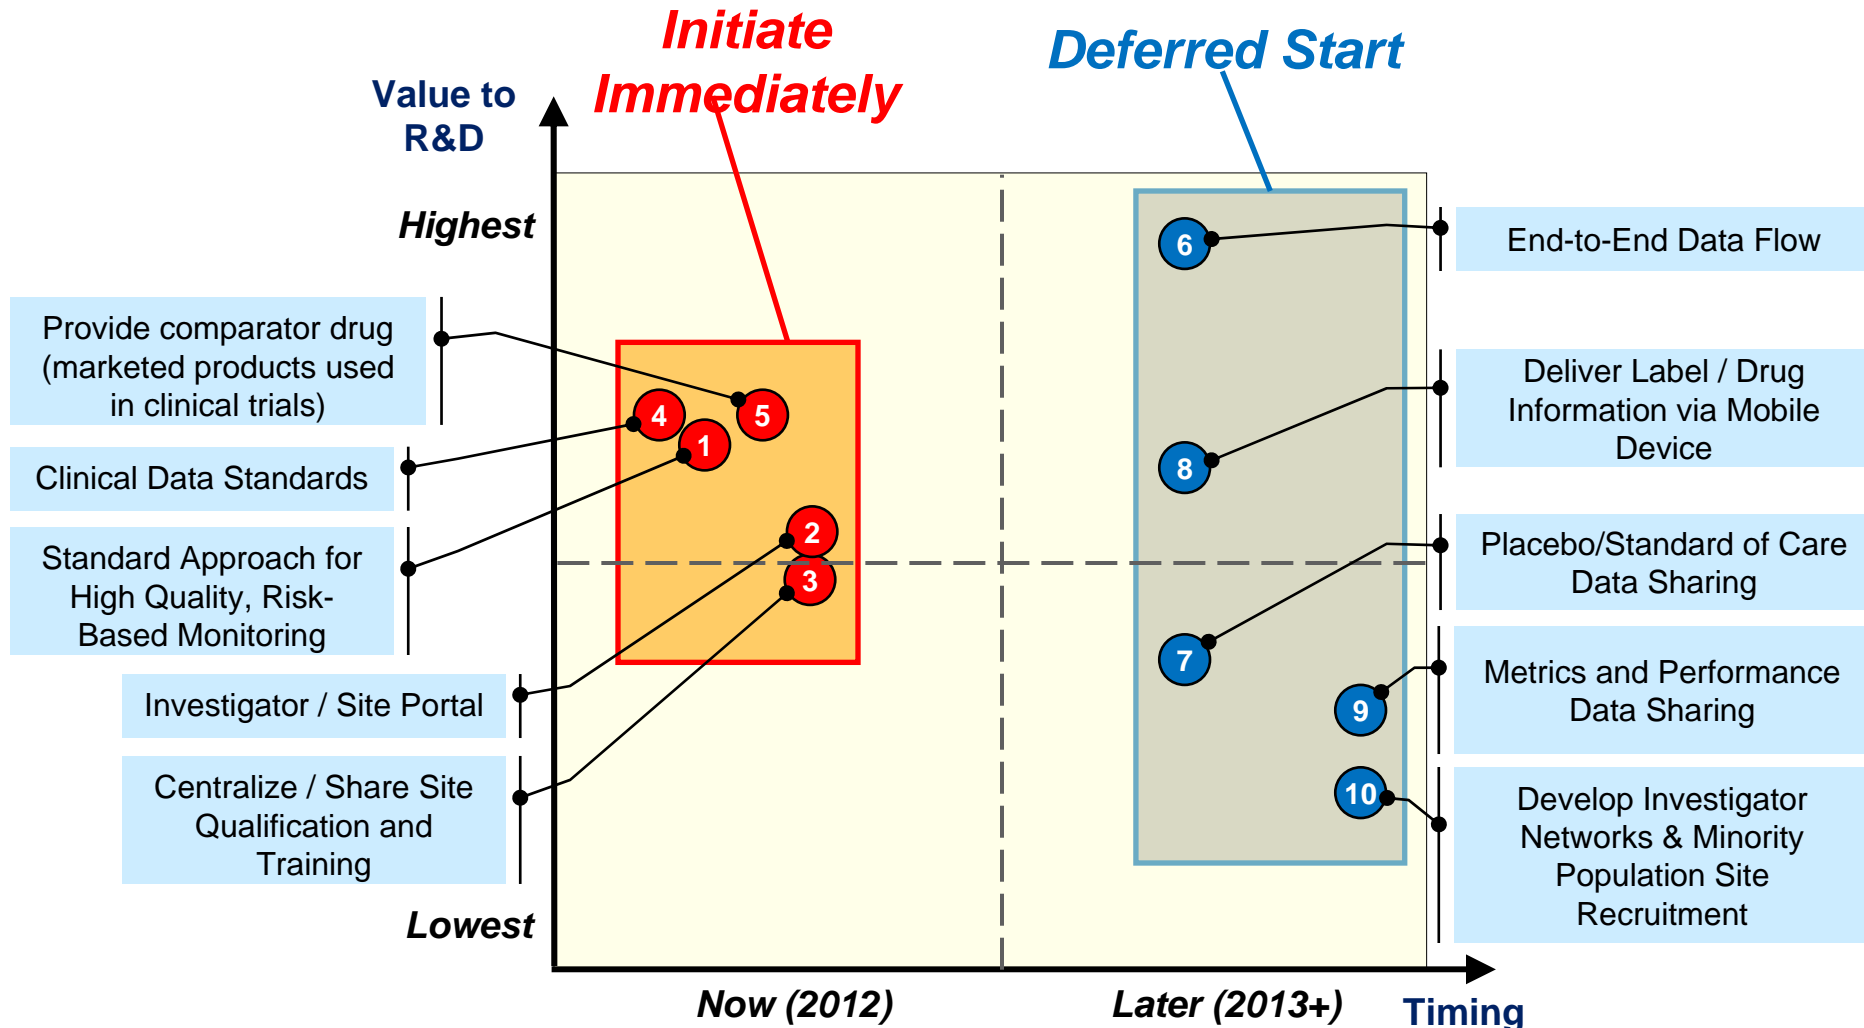 Initiate
Immediately
Deferred Start
Value to
R&D
Highest
Provide comparator drug
(marketed products used
in clinical trials)
Clinical Data Standards
Standard Approach for
High Quality, Risk-
Based Monitoring
Investigator / Site Portal
Centralize / Share Site
Qualification and
Training
Lowest
4
5
1
2
3
6
8
7
9
10
End-to-End Data Flow
Deliver Label / Drug
Information via Mobile
Device
Placebo/Standard of Care
Data Sharing
Metrics and Performance
Data Sharing
Develop Investigator
Networks & Minority
Population Site
Recruitment
Now (2012)
Later (2013+)
Timing